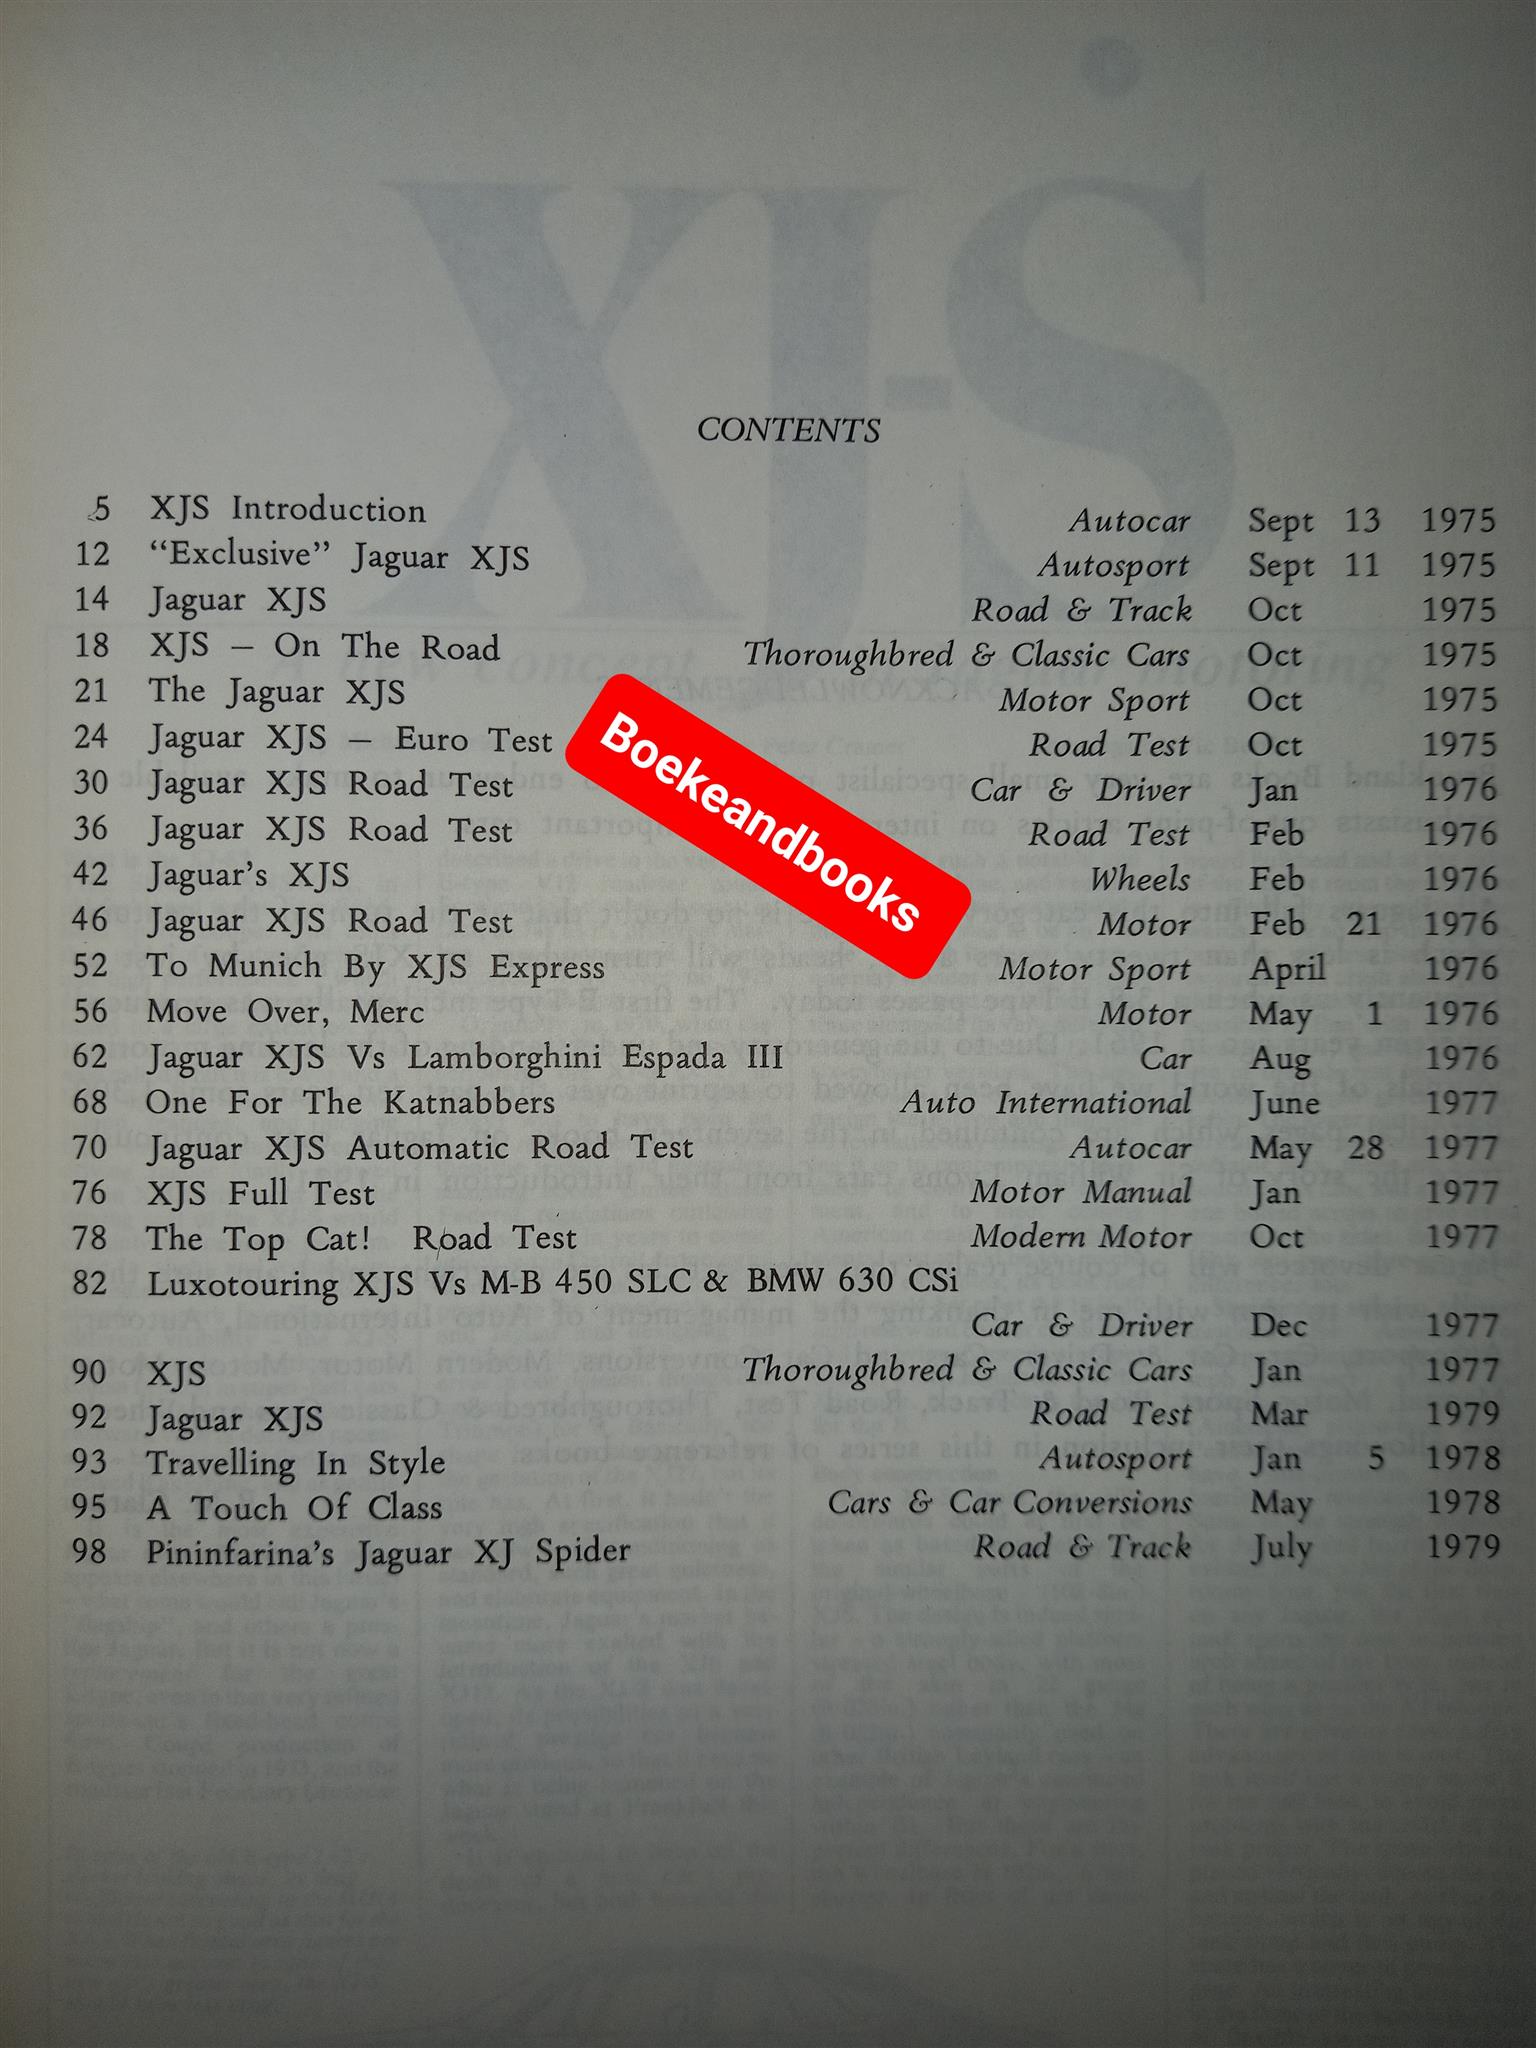 XJ-S
CONTENTS
5 XJS Introduction Autocar Sept 13 1975
12 “Exclusive” Jaguar XJS Autosport Sept 11 1975
14 Jaguar XJS Road & Track Oct 1975
18 XJS – On The Road Thoroughbred & Classic Cars Oct 1975
21 The Jaguar XJS Motor Sport Oct 1975
24 Jaguar XJS – Euro Test Road Test Oct 1975
30 Jaguar XJS Road Test Car & Driver Jan 1976
36 Jaguar XJS Road Test Road Test Feb 1976
42 Jaguar’s XJS Wheels Feb 1976
46 Jaguar XJS Road Test Motor Feb 21 1976
52 To Munich By XJS Express Motor Sport April 1976
56 Move Over, Merc Motor May 1 1976
62 Jaguar XJS Vs Lamborghini Espada III Car Aug 1976
68 One For The Katnabbers Auto International June 1977
70 Jaguar XJS Automatic Road Test Autocar May 28 1977
76 XJS Full Test Motor Manual Jan 1977
78 The Top Cat! Road Test Modern Motor Oct 1977
82 Luxotouring XJS Vs M-B 450 SLC & BMW 630 CSi
Car & Driver Dec 1977
90 XJS Thoroughbred & Classic Cars Jan 1977
92 Jaguar XJS Road Test Mar 1979
93 Travelling In Style Autosport Jan 5 1978
95 A Touch Of Class Cars & Car Conversions May 1978
98 Pininfarina’s Jaguar XJ Spider Road & Track July 1979
Boekeandbooks